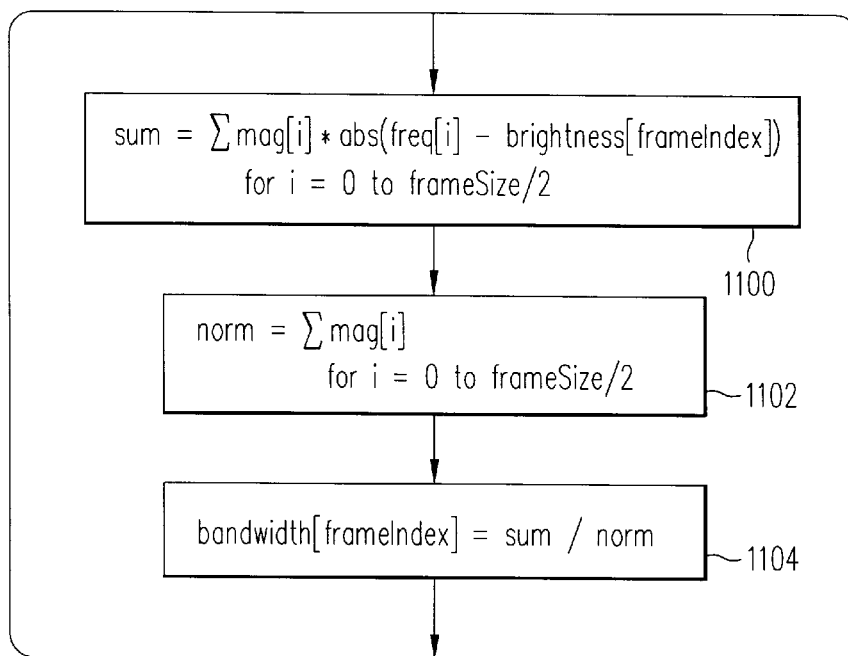 sum = ∑ mag[i] * abs(freq[i] - brightness[frameIndex])
for i = 0 to frameSize/2
1100
norm = ∑ mag[i]
for i = 0 to frameSize/2
1102
bandwidth[frameIndex] = sum / norm
1104